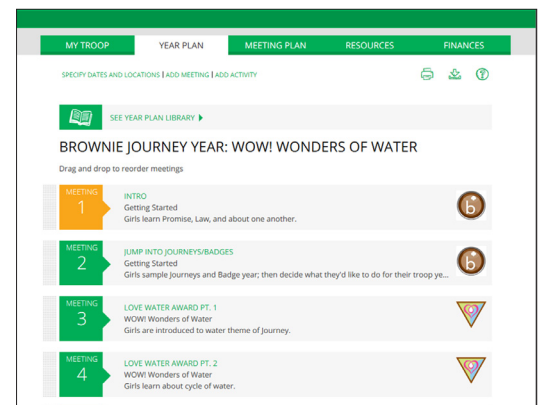 MY TROOP YEAR PLAN MEETING PLAN RESOURCES FINANCES
SPECIFY DATES AND LOCATIONS | ADD MEETING | ADD ACTIVITY
SEE YEAR PLAN LIBRARY
BROWNIE JOURNEY YEAR: WOW! WONDERS OF WATER
Drag and drop to reorder meetings
MEETING
1
INTRO
Getting Started
Girls learn Promise, Law, and about one another.
b
MEETING
2
JUMP INTO JOURNEYS/BADGES
Getting Started
Girls sample Journeys and Badge year; then decide what they'd like to do for their troop ye...
b
MEETING
3
LOVE WATER AWARD PT. 1
WOW! Wonders of Water
Girls are introduced to water theme of Journey.
MEETING
4
LOVE WATER AWARD PT. 2
WOW! Wonders of Water
Girls learn about cycle of water.